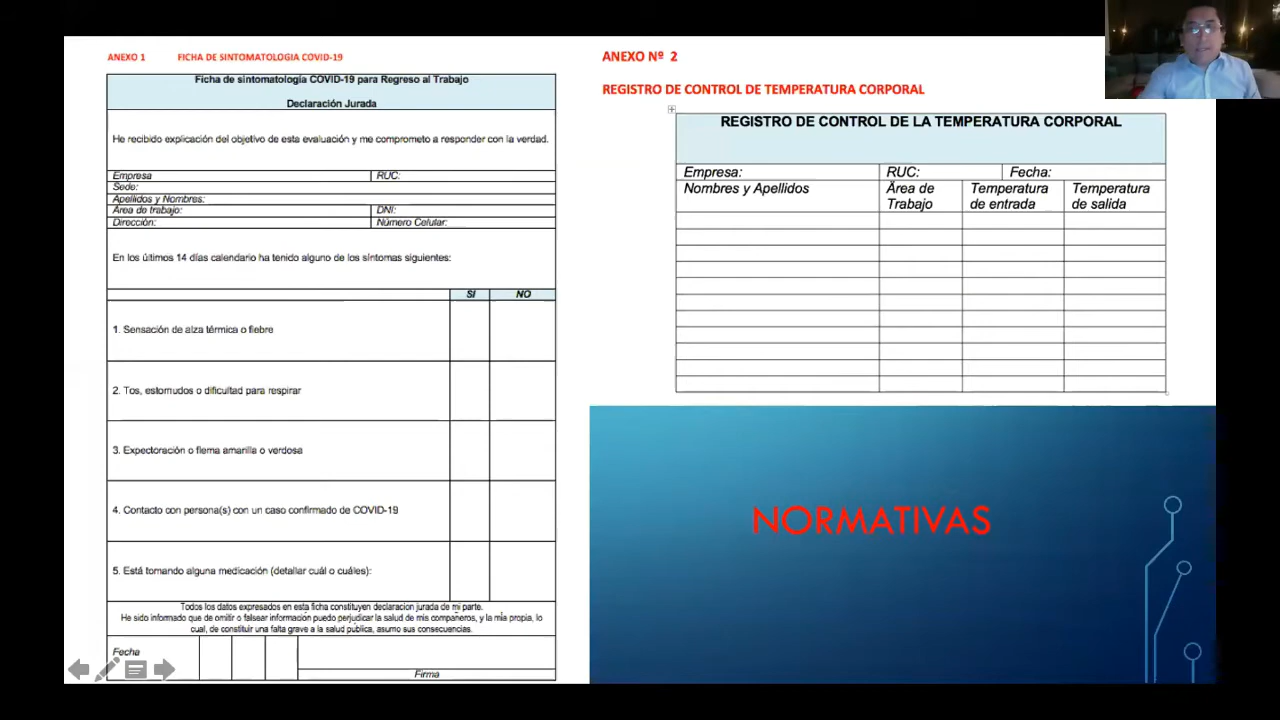 ANEXO 1 FICHA DE SINTOMATOLOGIA COVID-19
Ficha de sintomatología COVID-19 para Regreso al Trabajo
Declaración Jurada
He recibido explicación del objetivo de esta evaluación y me comprometo a responder con la verdad.
Empresa RUC:
Sede:
Apellidos y Nombres:
Área de trabajo: DNI:
Dirección: Número Celular:
En los últimos 14 días calendario ha tenido alguno de los síntomas siguientes:
SI NO
1. Sensación de alza térmica o fiebre
2. Tos, estornudos o dificultad para respirar
3. Expectoración o flema amarilla o verdosa
4. Contacto con persona(s) con un caso confirmado de COVID-19
5. Está tomando alguna medicación (detallar cuál o cuáles):
Todos los datos expresados en esta ficha constituyen declaracion jurada de mi parte.
He sido informado que de omitir o falsear información puedo perjudicar la salud de mis compañeros, y la mía propia, lo
cual, de constituir una falta grave a la salud pública, asumo sus consecuencias.
Fecha
Firma
ANEXO Nº 2
REGISTRO DE CONTROL DE TEMPERATURA CORPORAL
REGISTRO DE CONTROL DE LA TEMPERATURA CORPORAL
Empresa: RUC: Fecha:
Nombres y Apellidos Área de Temperatura Temperatura
Trabajo de entrada de salida
NORMATIVAS